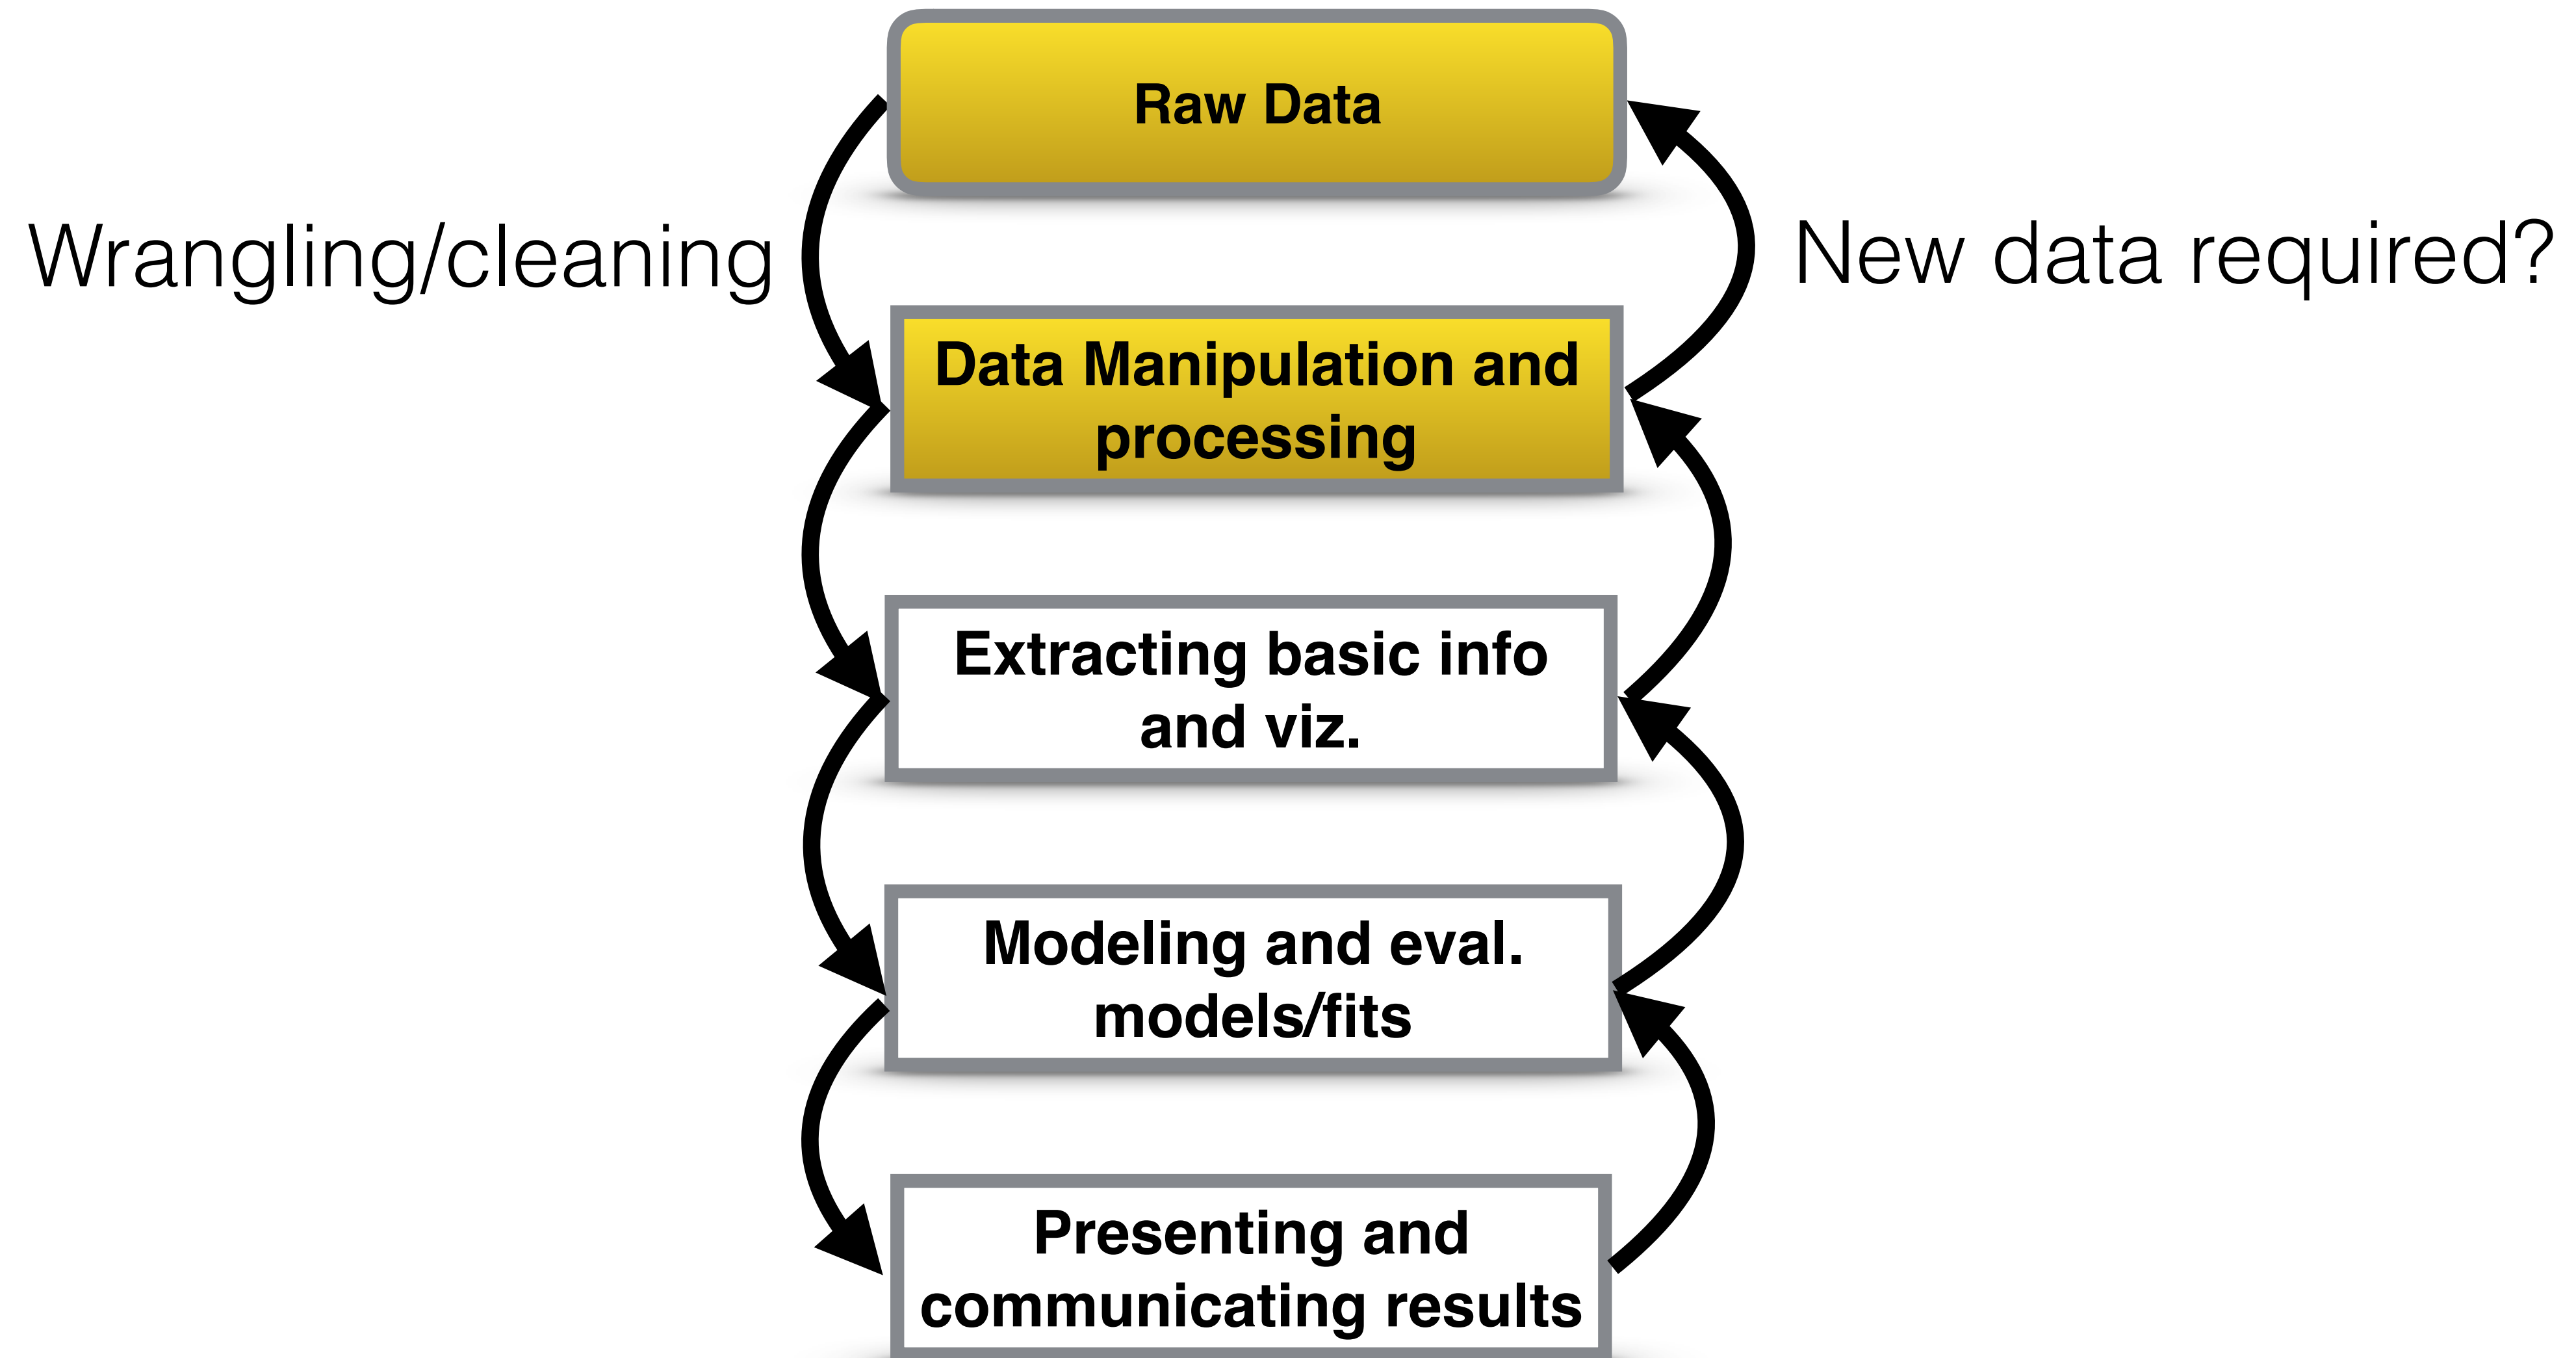 Raw Data
Wrangling/cleaning
New data required?
Data Manipulation and
processing
Extracting basic info
and viz.
Modeling and eval.
models/fits
Presenting and
communicating results